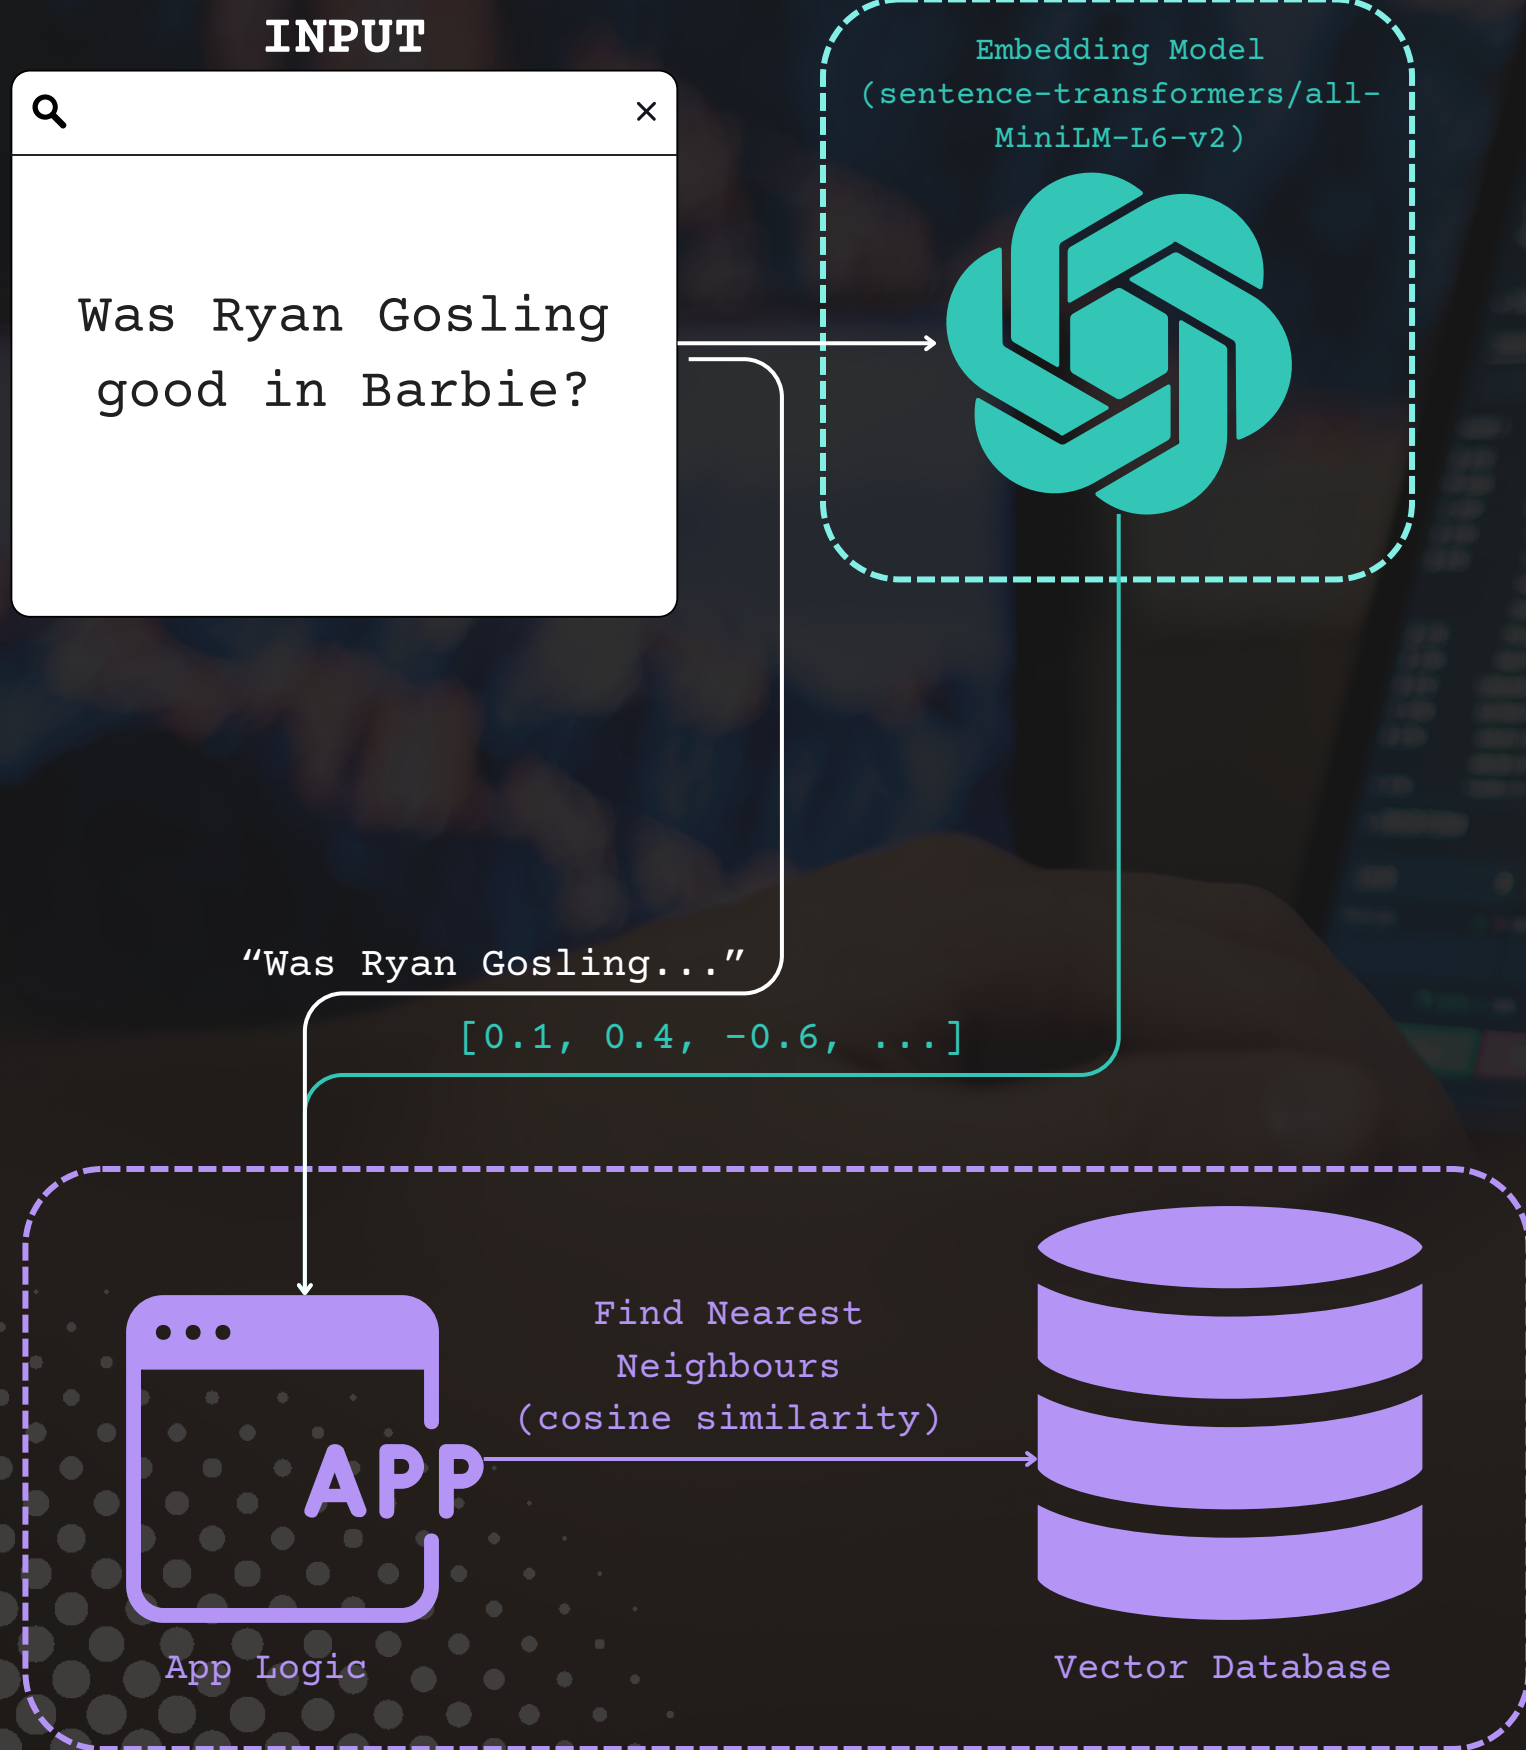 INPUT
Was Ryan Gosling
good in Barbie?
Embedding Model
(sentence-transformers/all-
MiniLM-L6-v2)
“Was Ryan Gosling...”
[0.1, 0.4, -0.6, ...]
Find Nearest
Neighbours
(cosine similarity)
APP
App Logic
Vector Database